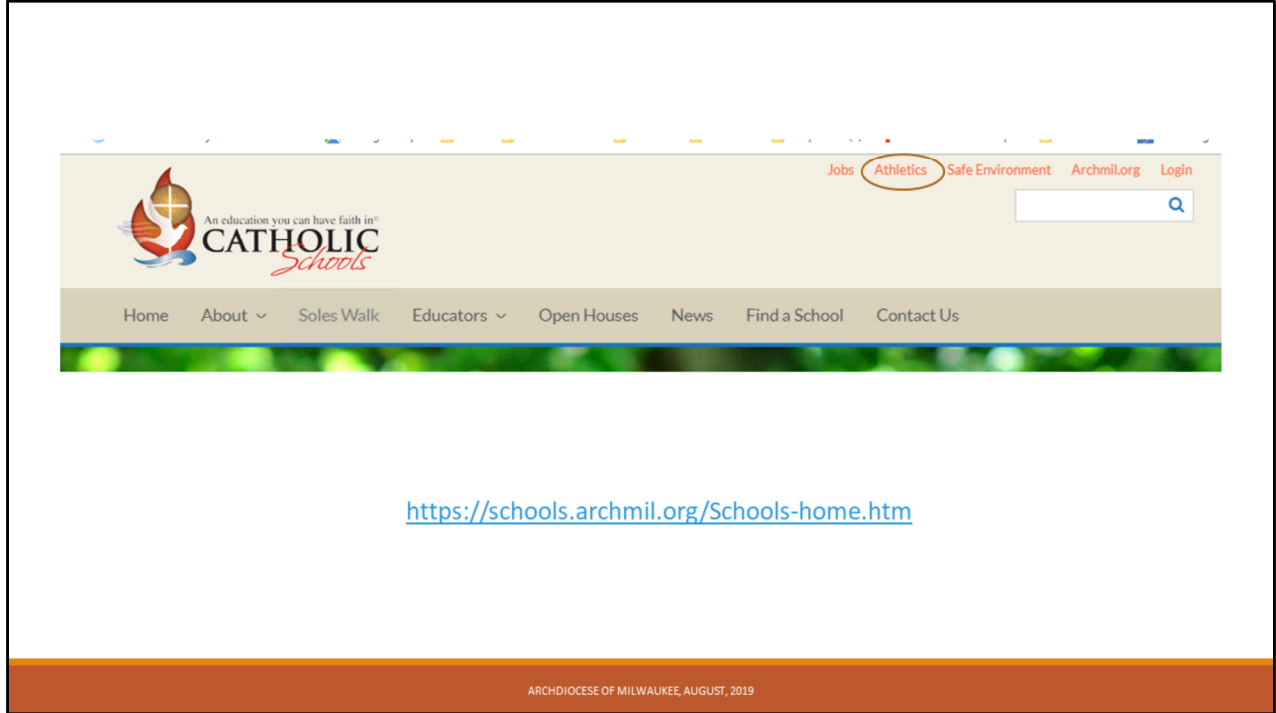 Jobs Athletics Safe Environment Archmil.org Login
An education you can have faith in®
CATHOLIC
Schools
Home About Soles Walk Educators Open Houses News Find a School Contact Us
https://schools.archmil.org/Schools-home.htm
ARCHDIOCESE OF MILWAUKEE, AUGUST, 2019